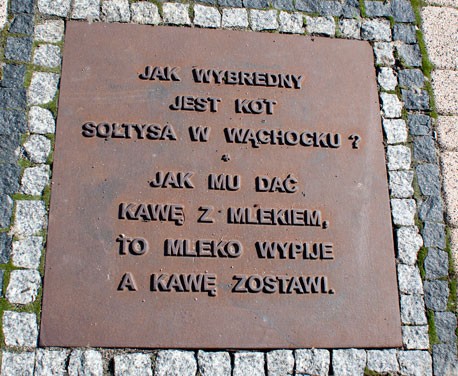 JAK WYBREDNY
JEST KOT
SOŁTYSA W WĄCHOCKU ?
*
JAK MU DAĆ
KAWĘ Z MLEKIEM,
TO MLEKO WYPIJE
A KAWĘ ZOSTAWI.